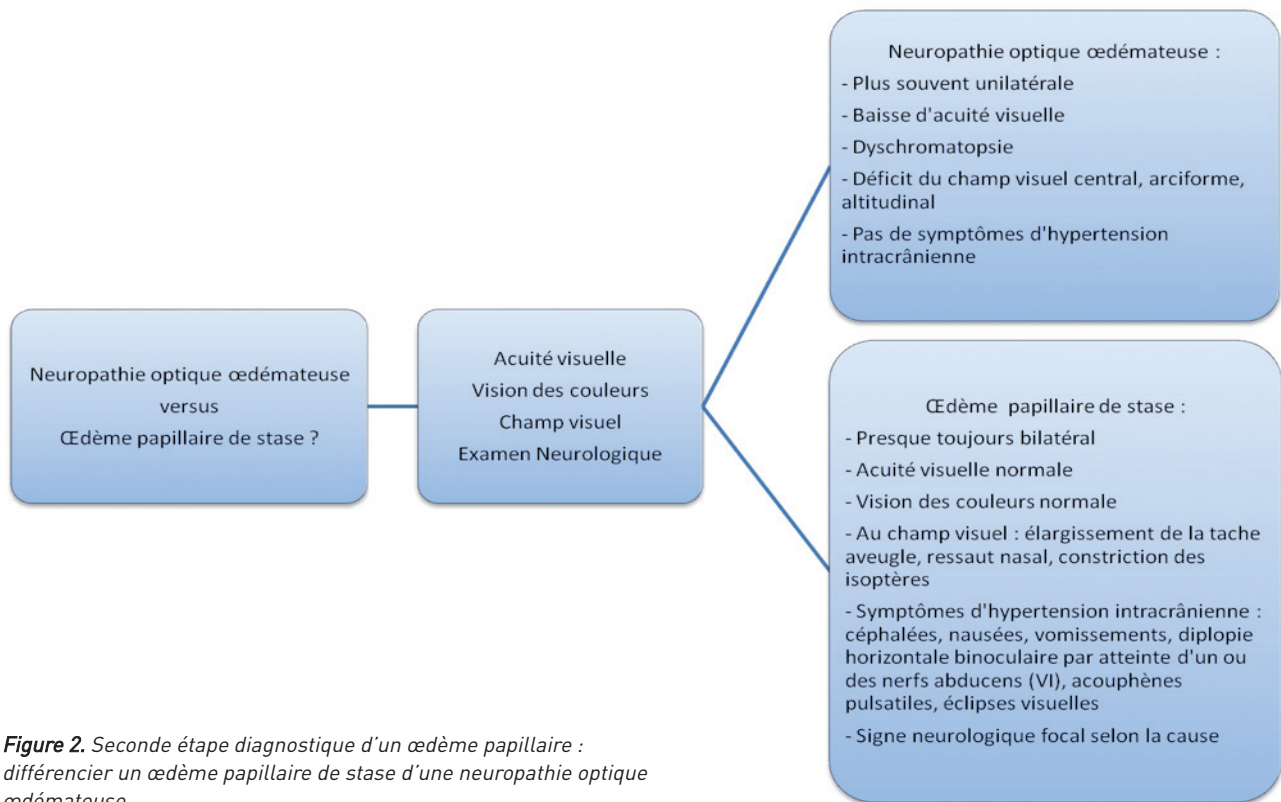 Neuropathie optique œdémateuse
versus
Œdème papillaire de stase ?
Acuité visuelle
Vision des couleurs
Champ visuel
Examen Neurologique
Neuropathie optique œdémateuse :
- Plus souvent unilatérale
- Baisse d'acuité visuelle
- Dyschromatopsie
- Déficit du champ visuel central, arciforme,
altitudinal
- Pas de symptômes d'hypertension
intracrânienne
Œdème papillaire de stase :
- Presque toujours bilatéral
- Acuité visuelle normale
- Vision des couleurs normale
- Au champ visuel : élargissement de la tache
aveugle, ressaut nasal, constriction des
isoptères
- Symptômes d'hypertension intracrânienne :
céphalées, nausées, vomissements, diplopie
horizontale binoculaire par atteinte d'un ou
des nerfs abducens (VI), acouphènes
pulsatiles, éclipses visuelles
- Signe neurologique focal selon la cause
Figure 2. Seconde étape diagnostique d’un œdème papillaire :
différencier un œdème papillaire de stase d’une neuropathie optique
œdémateuse